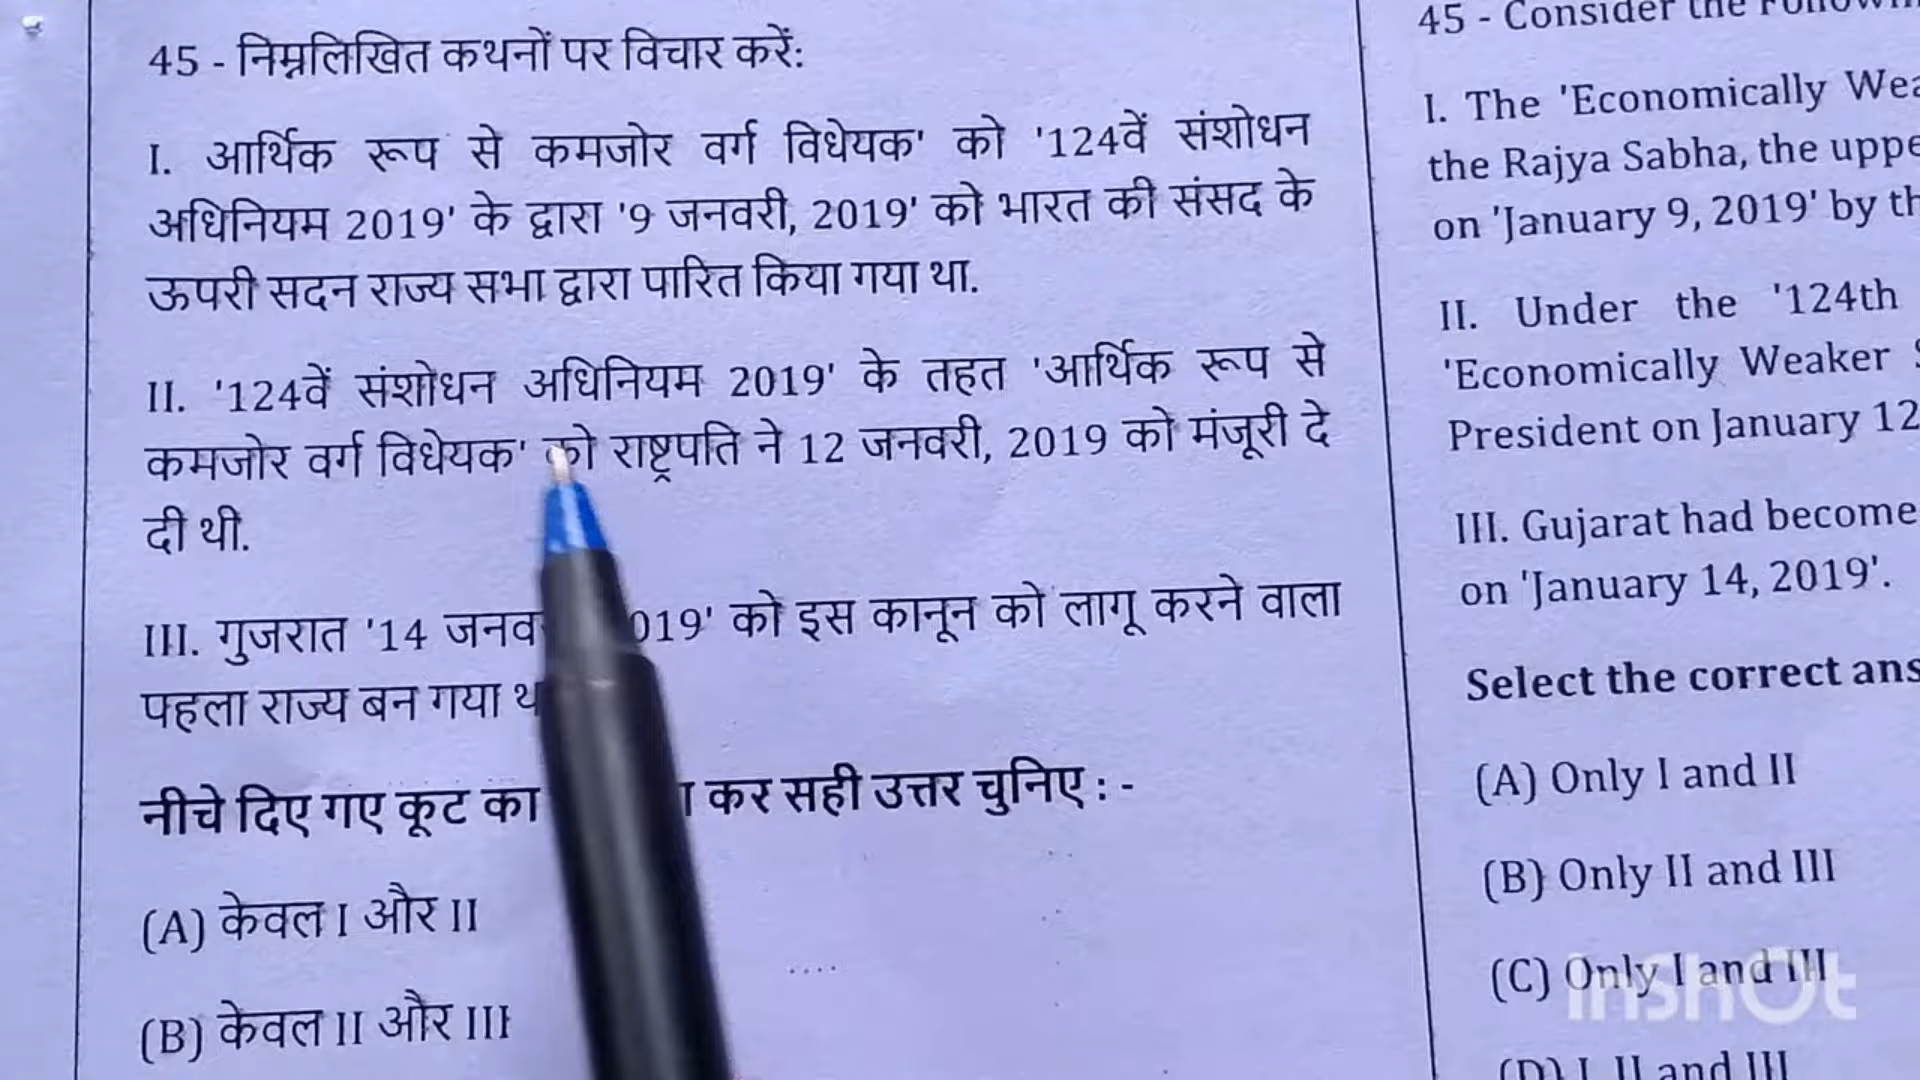 45 - निम्नलिखित कथनों पर विचार करें:
I. आर्थिक रूप से कमजोर वर्ग विधेयक' को '124वें संशोधन
अधिनियम 2019' के द्वारा '9 जनवरी, 2019' को भारत की संसद के
ऊपरी सदन राज्य सभा द्वारा पारित किया गया था.
II. '124वें संशोधन अधिनियम 2019' के तहत 'आर्थिक रूप से
कमजोर वर्ग विधेयक' को राष्ट्रपति ने 12 जनवरी, 2019 को मंजूरी दे
दी थी.
III. गुजरात '14 019' को इस कानून को लागू करने वाला
पहला राज्य बन गया
नीचे दिए गए कूट का कर सही उत्तर चुनिए : -
(A) केवल I और II
(B) केवल II और III
45 - Consider the
I. The 'Economically
the Rajya Sabha, the
on 'January 9, 2019' by
II. Under the '124th
'Economically Weaker
President on January 12
III. Gujarat had become
on 'January 14, 2019'.
Select the correct
(A) Only I and II
(B) Only II and III
(C) Only I and III
(D) I, II and III
InShOt